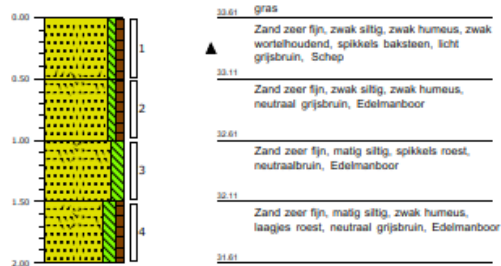 0.00
33.61 gras
Zand zeer fijn, zwak siltig, zwak humeus, zwak
wortelhoudend, spikkels baksteen, licht
grijsbruin, Schep
1
0.50
33.11
Zand zeer fijn, zwak siltig, zwak humeus,
neutraal grijsbruin, Edelmanboor
2
1.00
32.61
Zand zeer fijn, matig siltig, spikkels roest,
neutraalbruin, Edelmanboor
3
1.50
32.11
Zand zeer fijn, matig siltig, zwak humeus,
laagjes roest, neutraal grijsbruin, Edelmanboor
4
2.00
31.61